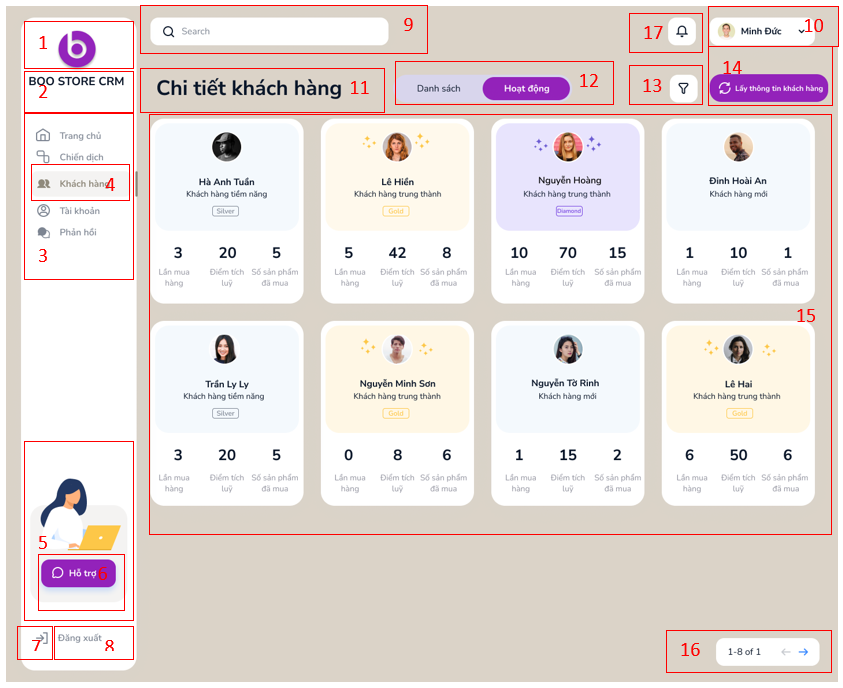 1
BOO STORE CRM
2
Trang chủ
Chiến dịch
Khách hàng
4
Tài khoản
Phản hồi
3
5
Hỗ trợ
6
7
Đăng xuất
8
Search
9
17
Minh Đức
10
Chi tiết khách hàng
11
Danh sách
Hoạt động
12
13
14
Lấy thông tin khách hàng
Hà Anh Tuấn
Khách hàng tiềm năng
Silver
3 20 5
Lần mua Điểm tích Số sản phẩm
hàng luỹ đã mua
Lê Hiền
Khách hàng trung thành
Gold
5 42 8
Lần mua Điểm tích Số sản phẩm
hàng luỹ đã mua
Nguyễn Hoàng
Khách hàng trung thành
Diamond
10 70 15
Lần mua Điểm tích Số sản phẩm
hàng luỹ đã mua
Đinh Hoài An
Khách hàng mới
1 10 1
Lần mua Điểm tích Số sản phẩm
hàng luỹ đã mua
15
Trần Ly Ly
Khách hàng tiềm năng
Silver
3 20 5
Lần mua Điểm tích Số sản phẩm
hàng luỹ đã mua
Nguyễn Minh Sơn
Khách hàng trung thành
Gold
0 8 6
Lần mua Điểm tích Số sản phẩm
hàng luỹ đã mua
Nguyễn Tờ Rinh
Khách hàng mới
1 15 2
Lần mua Điểm tích Số sản phẩm
hàng luỹ đã mua
Lê Hai
Khách hàng trung thành
Gold
6 50 6
Lần mua Điểm tích Số sản phẩm
hàng luỹ đã mua
16
1-8 of 1